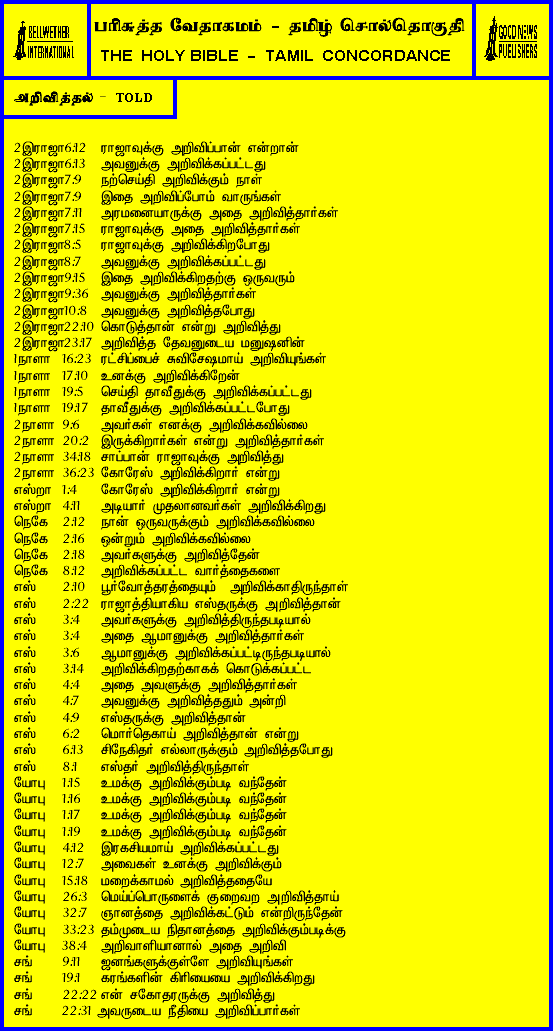 BELLWETHER
INTERNATIONAL
பரிசுத்த வேதாகமம் - தமிழ் சொல்தொகுதி
THE HOLY BIBLE - TAMIL CONCORDANCE
GOOD NEWS
PUBLISHERS
அறிவித்தல் - TOLD
2இராஜா6:12 ராஜாவுக்கு அறிவிப்பான் என்றான்
2இராஜா6:13 அவனுக்கு அறிவிக்கப்பட்டது
2இராஜா7:9 நற்செய்தி அறிவிக்கும் நாள்
2இராஜா7:9 இதை அறிவிப்போம் வாருங்கள்
2இராஜா7:11 அரமனையாருக்கு அதை அறிவித்தார்கள்
2இராஜா7:15 ராஜாவுக்கு அதை அறிவித்தார்கள்
2இராஜா8:5 ராஜாவுக்கு அறிவிக்கிறபோது
2இராஜா8:7 அவனுக்கு அறிவிக்கப்பட்டது
2இராஜா9:15 இதை அறிவிக்கிறதற்கு ஒருவரும்
2இராஜா9:36 அவனுக்கு அறிவித்தார்கள்
2இராஜா10:8 அவனுக்கு அறிவித்தபோது
2இராஜா22:10 கொடுத்தான் என்று அறிவித்து
2இராஜா23:17 அறிவித்த தேவனுடைய மனுஷனின்
1நாளா 16:23 ரட்சிப்பைச் சுவிசேஷமாய் அறிவியுங்கள்
1நாளா 17:10 உனக்கு அறிவிக்கிறேன்
1நாளா 19:5 செய்தி தாவீதுக்கு அறிவிக்கப்பட்டது
1நாளா 19:17 தாவீதுக்கு அறிவிக்கப்பட்டபோது
2நாளா 9:6 அவர்கள் எனக்கு அறிவிக்கவில்லை
2நாளா 20:2 இருக்கிறார்கள் என்று அறிவித்தார்கள்
2நாளா 34:18 சாப்பான் ராஜாவுக்கு அறிவித்து
2நாளா 36:23 கோரேஸ் அறிவிக்கிறார் என்று
எஸ்றா 1:4 கோரேஸ் அறிவிக்கிறார் என்று
எஸ்றா 4:11 அடியார் முதலானவர்கள் அறிவிக்கிறது
நெகே 2:12 நான் ஒருவருக்கும் அறிவிக்கவில்லை
நெகே 2:16 ஒன்றும் அறிவிக்கவில்லை
நெகே 2:18 அவர்களுக்கு அறிவித்தேன்
நெகே 8:12 அறிவிக்கப்பட்ட வார்த்தைகளை
எஸ் 2:10 பூர்வோத்தரத்தையும் அறிவிக்காதிருந்தாள்
எஸ் 2:22 ராஜாத்தியாகிய எஸ்தருக்கு அறிவித்தான்
எஸ் 3:4 அவர்களுக்கு அறிவித்திருந்தபடியால்
எஸ் 3:4 அதை ஆமானுக்கு அறிவித்தார்கள்
எஸ் 3:6 ஆமானுக்கு அறிவிக்கப்பட்டிருந்தபடியால்
எஸ் 3:14 அறிவிக்கிறதற்காகக் கொடுக்கப்பட்ட
எஸ் 4:4 அதை அவளுக்கு அறிவித்தார்கள்
எஸ் 4:7 அவனுக்கு அறிவித்ததும் அன்றி
எஸ் 4:9 எஸ்தருக்கு அறிவித்தான்
எஸ் 6:2 மொர்தெகாய் அறிவித்தான் என்று
எஸ் 6:13 சிநேகிதர் எல்லாருக்கும் அறிவித்தபோது
எஸ் 8:1 எஸ்தர் அறிவித்திருந்தாள்
யோபு 1:15 உமக்கு அறிவிக்கும்படி வந்தேன்
யோபு 1:16 உமக்கு அறிவிக்கும்படி வந்தேன்
யோபு 1:17 உமக்கு அறிவிக்கும்படி வந்தேன்
யோபு 1:19 உமக்கு அறிவிக்கும்படி வந்தேன்
யோபு 4:12 இரகசியமாய் அறிவிக்கப்பட்டது
யோபு 12:7 அவைகள் உனக்கு அறிவிக்கும்
யோபு 15:18 மறைக்காமல் அறிவித்ததையே
யோபு 26:3 மெய்ப்பொருளைக் குறைவற அறிவித்தாய்
யோபு 32:7 ஞானத்தை அறிவிக்கட்டும் என்றிருந்தேன்
யோபு 33:23 தம்முடைய நிதானத்தை அறிவிக்கும்படிக்கு
யோபு 38:4 அறிவாளியானால் அதை அறிவி
சங் 9:11 ஜனங்களுக்குள்ளே அறிவியுங்கள்
சங் 19:1 கரங்களின் கிரியையை அறிவிக்கிறது
சங் 22:22 என் சகோதரருக்கு அறிவித்து
சங் 22:31 அவருடைய நீதியை அறிவிப்பார்கள்